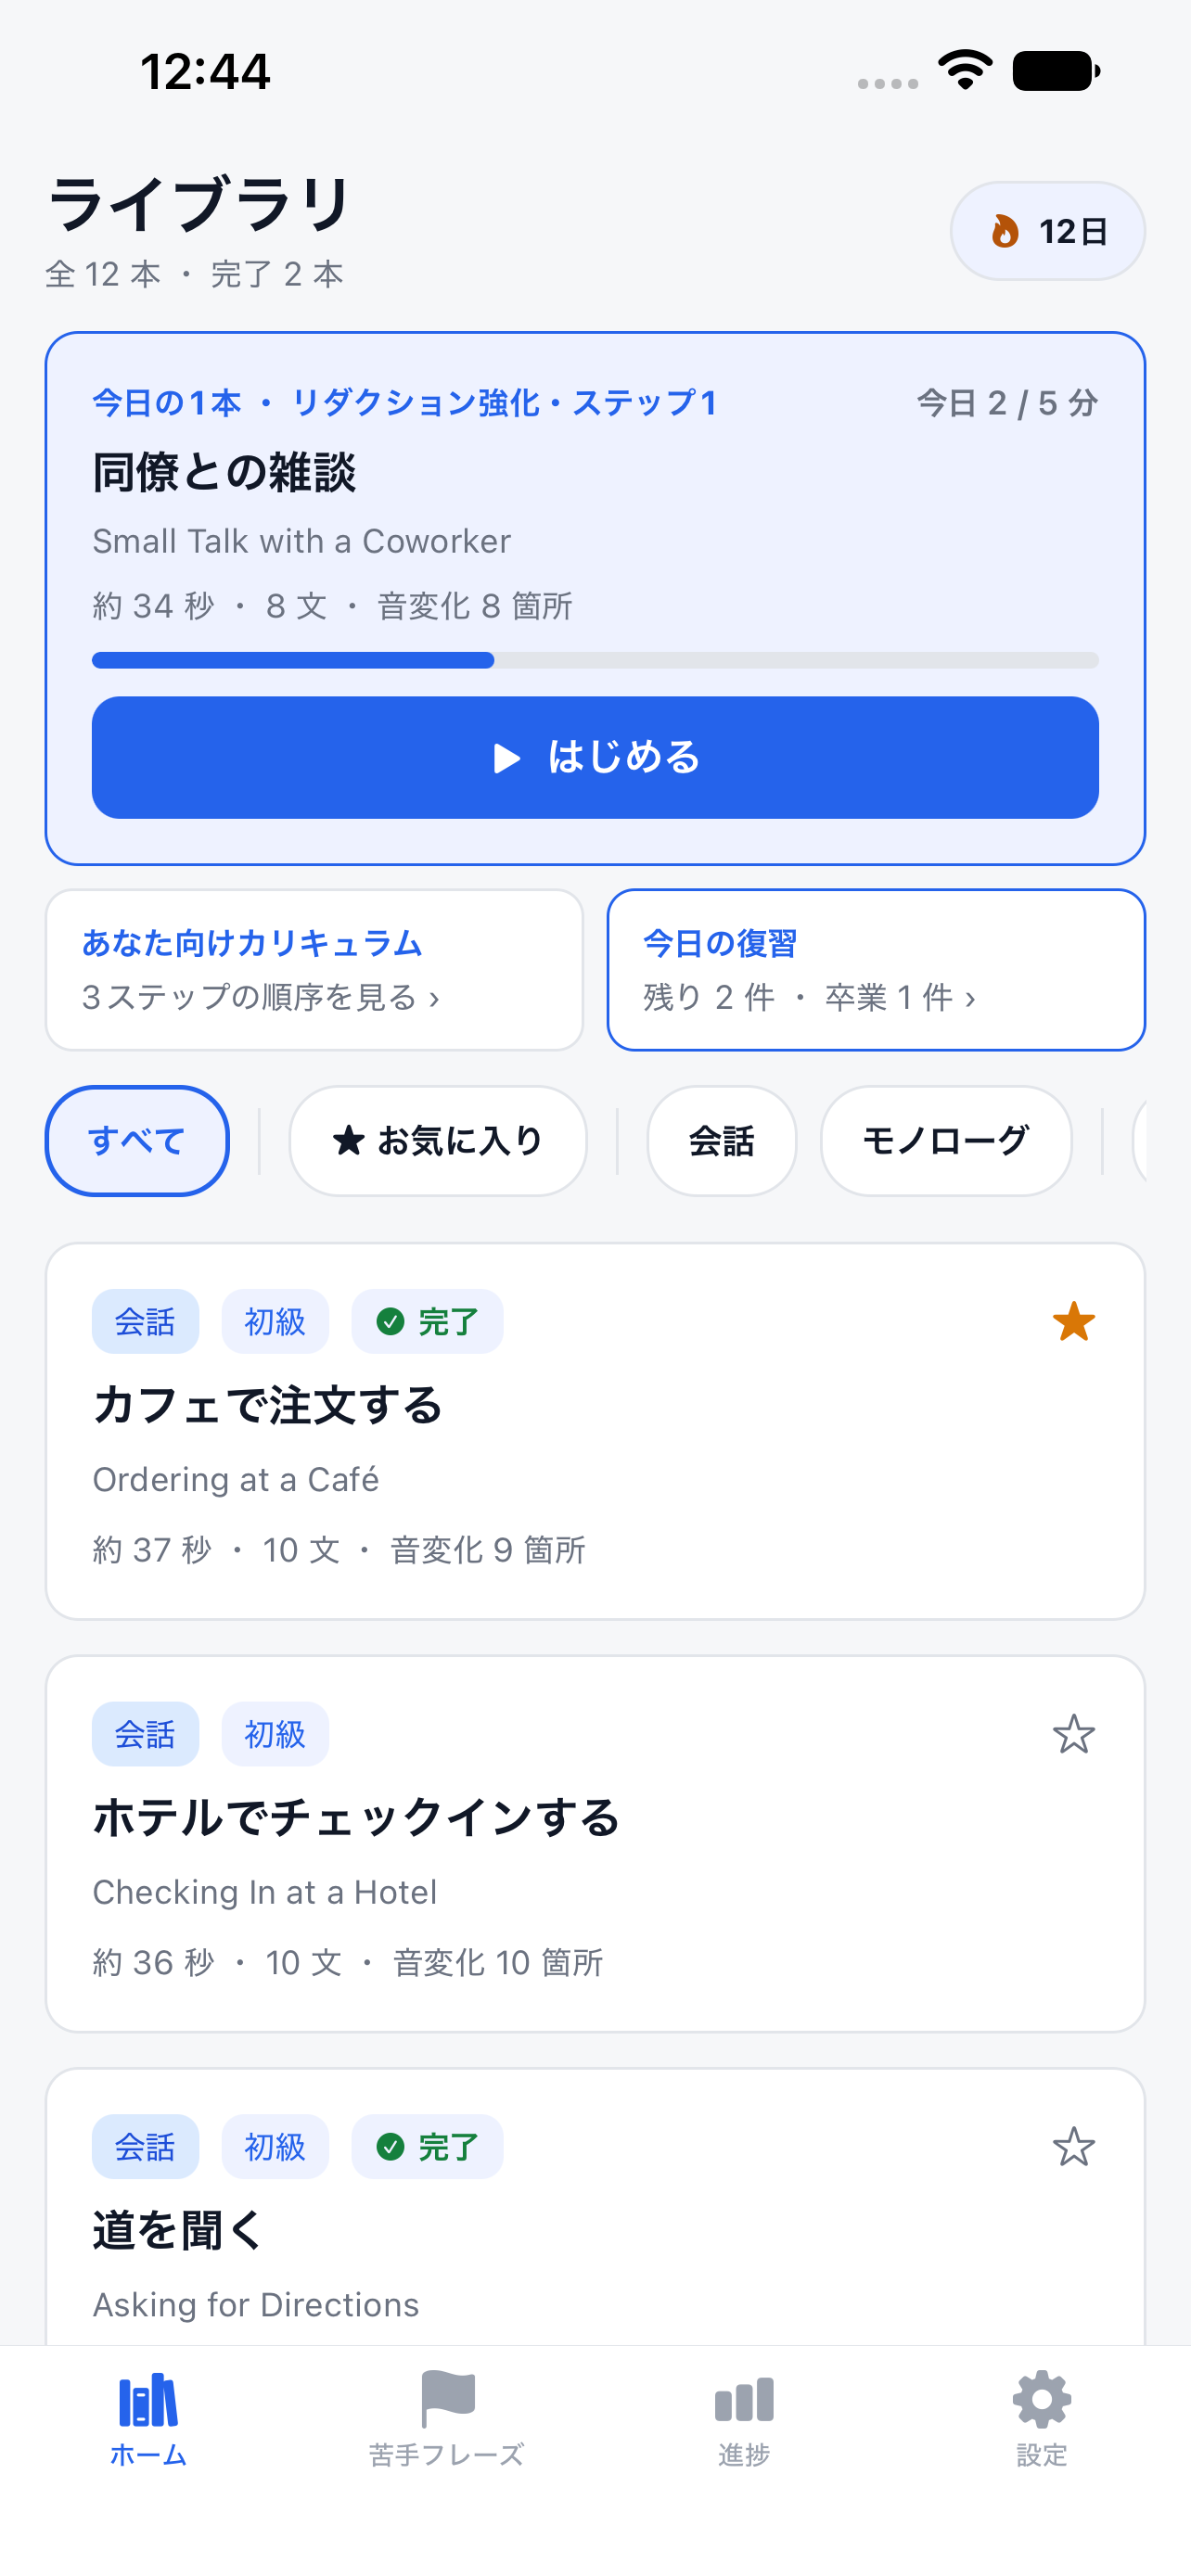 12:44
ライブラリ
全 12 本 ・ 完了 2 本
12日
今日の1本 ・ リダクション強化・ステップ1
今日 2 / 5 分
同僚との雑談
Small Talk with a Coworker
約 34 秒 ・ 8 文 ・ 音変化 8 箇所
はじめる
あなた向けカリキュラム
3ステップの順序を見る ›
今日の復習
残り 2 件 ・ 卒業 1 件 ›
すべて
★ お気に入り
会話
モノローグ
会話 初級 完了
カフェで注文する
Ordering at a Café
約 37 秒 ・ 10 文 ・ 音変化 9 箇所
会話 初級
ホテルでチェックインする
Checking In at a Hotel
約 36 秒 ・ 10 文 ・ 音変化 10 箇所
会話 初級 完了
道を聞く
Asking for Directions
ホーム
苦手フレーズ
進捗
設定